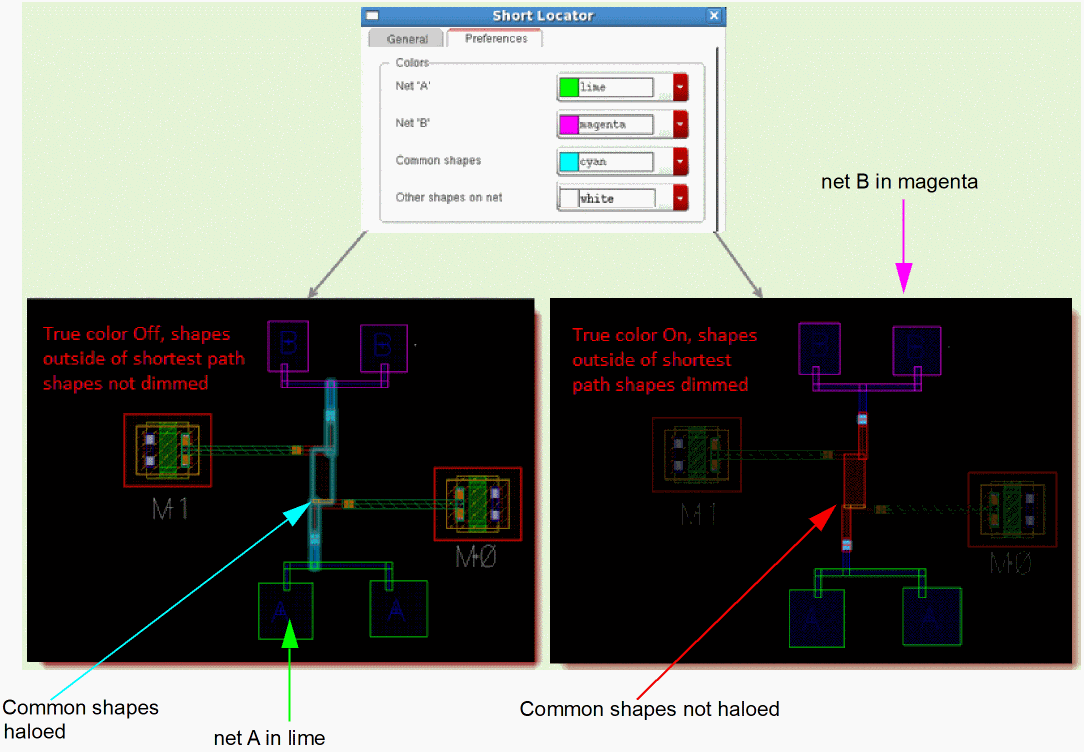 Short Locator
General
Preferences
Colors
Net 'A'
lime
Net 'B'
magenta
Common shapes
cyan
Other shapes on net
white
net B in magenta
True color Off, shapes
outside of shortest path
shapes not dimmed
B
B
M1
M0
A
A
True color On, shapes
outside of shortest
path shapes dimmed
B
B
M1
M0
A
A
Common shapes
haloed
net A in lime
Common shapes not haloed